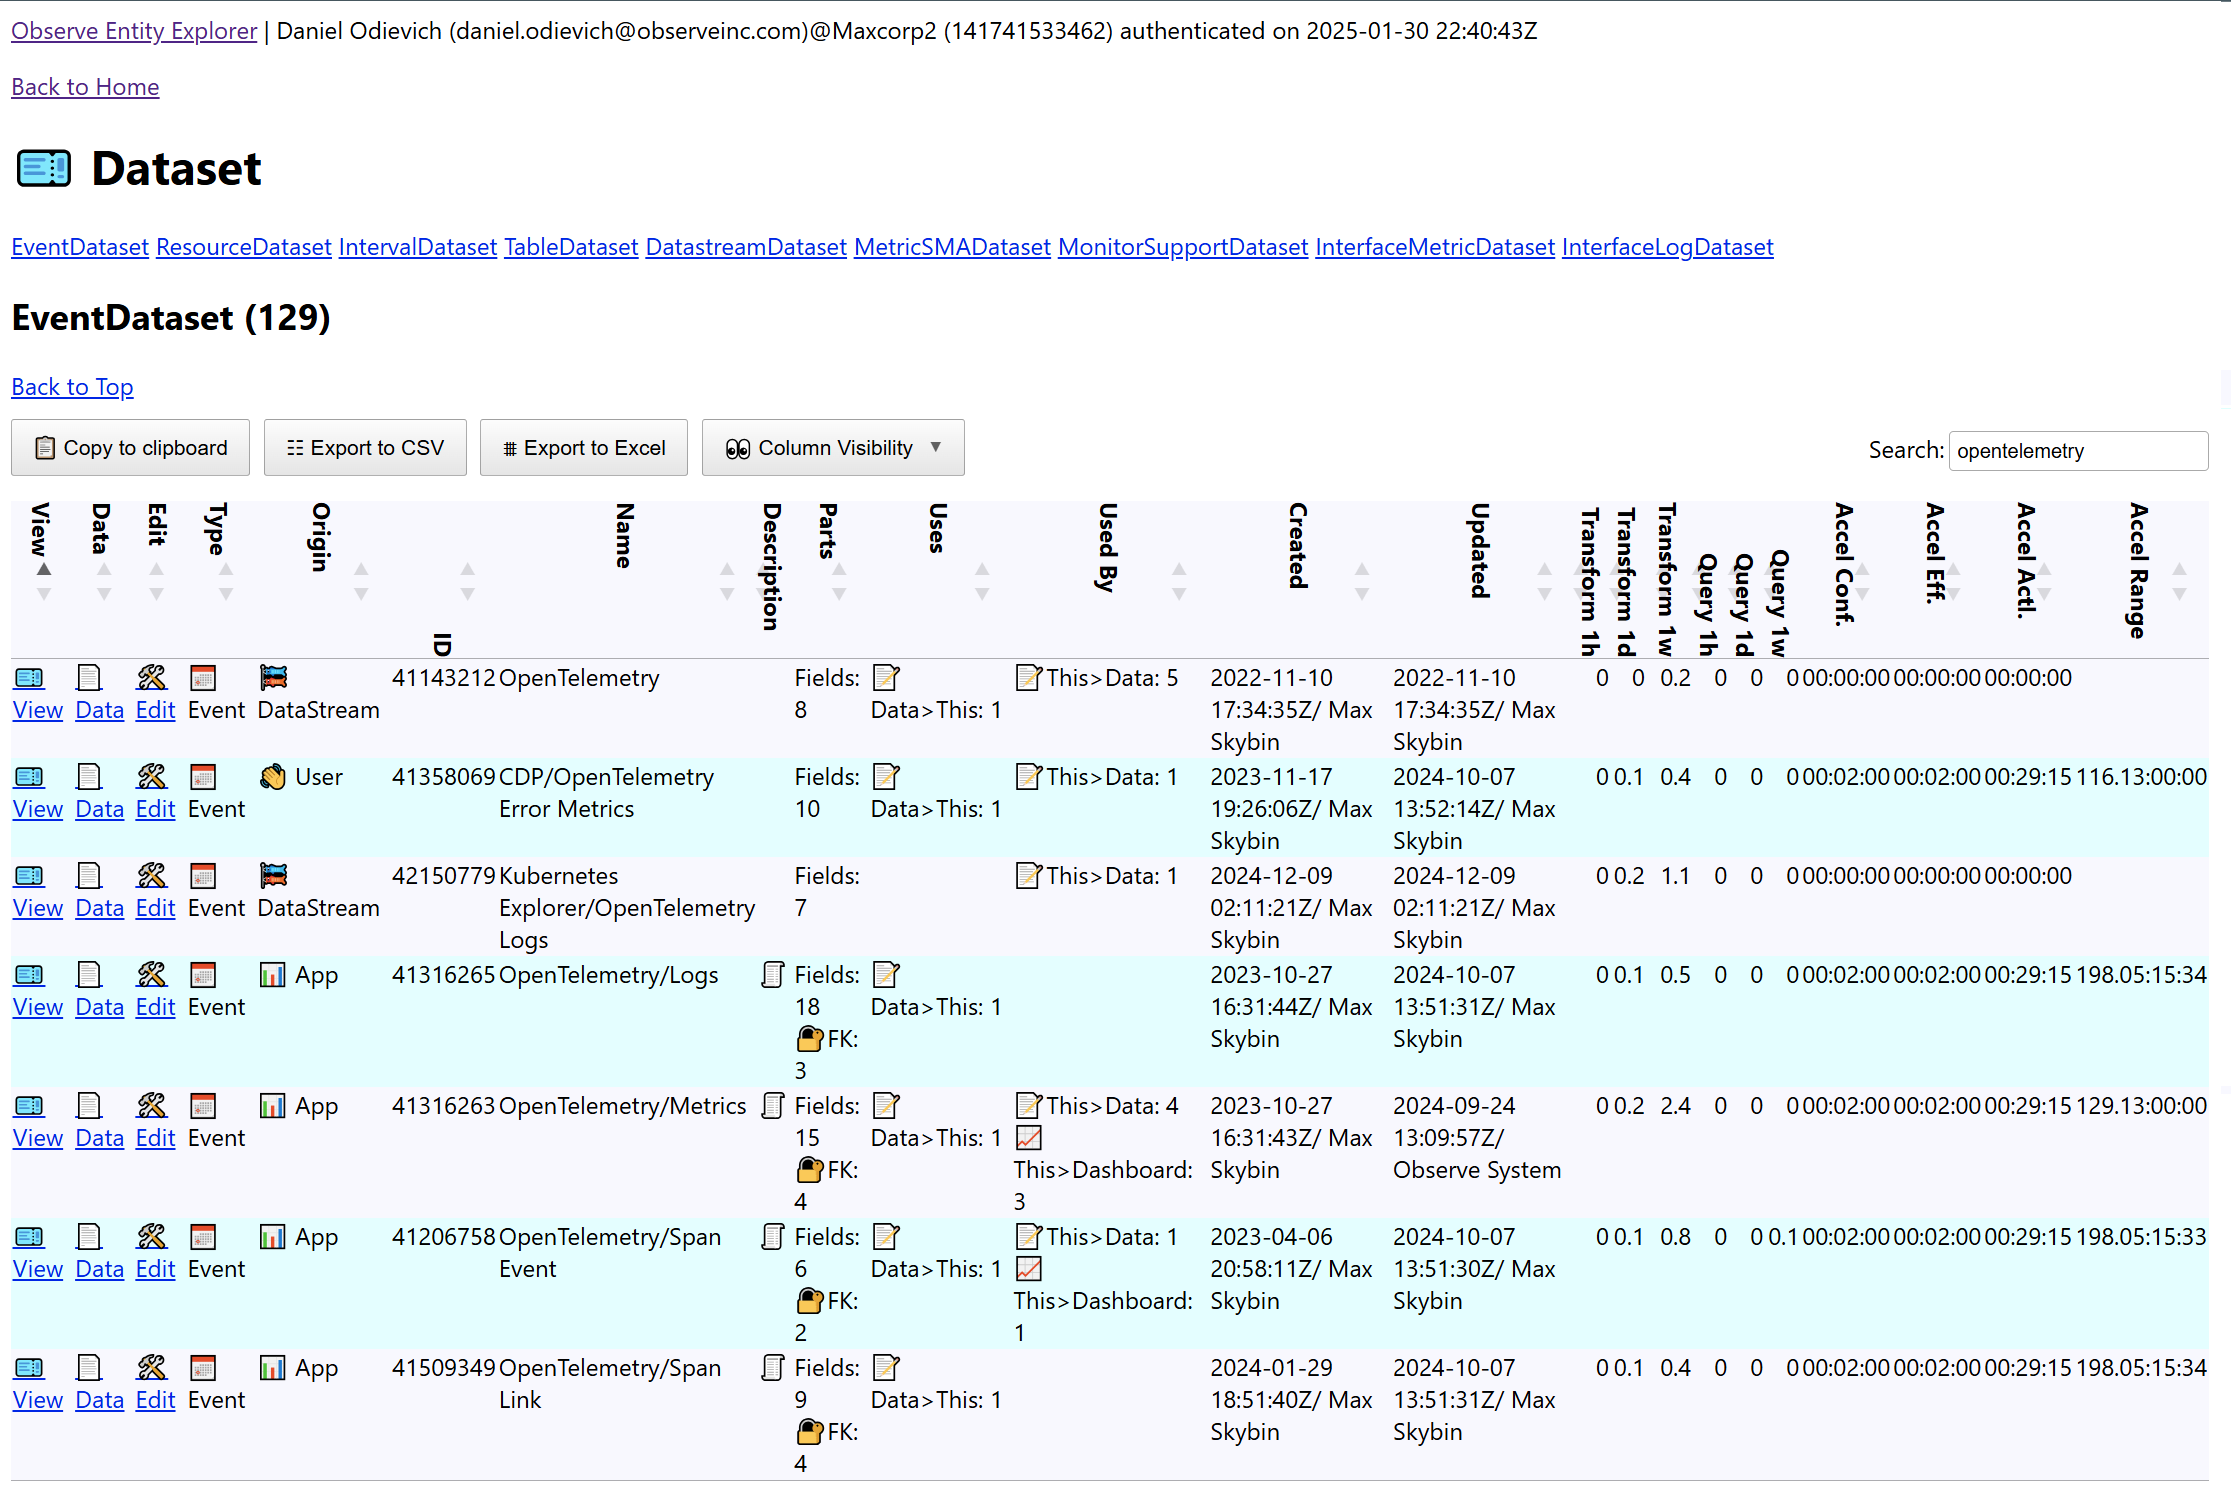 Observe Entity Explorer | Daniel Odievich (daniel.odievich@observeinc.com)@Maxcorp2 (141741533462) authenticated on 2025-01-30 22:40:43Z
Back to Home
Dataset
EventDataset ResourceDataset IntervalDataset TableDataset DatastreamDataset MetricSMADataset MonitorSupportDataset InterfaceMetricDataset InterfaceLogDataset
EventDataset (129)
Back to Top
Copy to clipboard Export to CSV Export to Excel Column Visibility Search: opentelemetry
View Data Edit Type Origin ID Name Description Parts Uses Used By Created Updated Transform 1h Transform 1d Transform 1w Query 1h Query 1d Query 1w Accel Conf. Accel Eff. Accel Actl. Accel Range
41143212 OpenTelemetry Fields: This>Data: 5 2022-11-10 2022-11-10 0 0 0.2 0 0 0 00:00:00 00:00:00 00:00:00
View Data Edit Event DataStream 8 Data>This: 1 17:34:35Z/ Max 17:34:35Z/ Max
Skybin Skybin
User 41358069 CDP/OpenTelemetry Fields: This>Data: 1 2023-11-17 2024-10-07 0 0.1 0.4 0 0 0 00:02:00 00:02:00 00:29:15 116.13:00:00
View Data Edit Event Error Metrics 10 Data>This: 1 19:26:06Z/ Max 13:52:14Z/ Max
Skybin Skybin
42150779 Kubernetes Fields: This>Data: 1 2024-12-09 2024-12-09 0 0.2 1.1 0 0 0 00:00:00 00:00:00 00:00:00
View Data Edit Event DataStream Explorer/OpenTelemetry 7 02:11:21Z/ Max 02:11:21Z/ Max
Logs Skybin Skybin
App 41316265 OpenTelemetry/Logs Fields: 2023-10-27 2024-10-07 0 0.1 0.5 0 0 0 00:02:00 00:02:00 00:29:15 198.05:15:34
View Data Edit Event 18 Data>This: 1 16:31:44Z/ Max 13:51:31Z/ Max
FK: Skybin Skybin
3
App 41316263 OpenTelemetry/Metrics Fields: This>Data: 4 2023-10-27 2024-09-24 0 0.2 2.4 0 0 0 00:02:00 00:02:00 00:29:15 129.13:00:00
View Data Edit Event 15 Data>This: 1 16:31:43Z/ Max 13:09:57Z/
FK: This>Dashboard: Skybin Observe System
4 3
App 41206758 OpenTelemetry/Span Fields: This>Data: 1 2023-04-06 2024-10-07 0 0.1 0.8 0 0 0.1 00:02:00 00:02:00 00:29:15 198.05:15:33
View Data Edit Event Event 6 Data>This: 1 20:58:11Z/ Max 13:51:30Z/ Max
FK: This>Dashboard: Skybin Skybin
2 1
App 41509349 OpenTelemetry/Span Fields: 2024-01-29 2024-10-07 0 0.1 0.4 0 0 0 00:02:00 00:02:00 00:29:15 198.05:15:34
View Data Edit Event Link 9 Data>This: 1 18:51:40Z/ Max 13:51:31Z/ Max
FK: Skybin Skybin
4